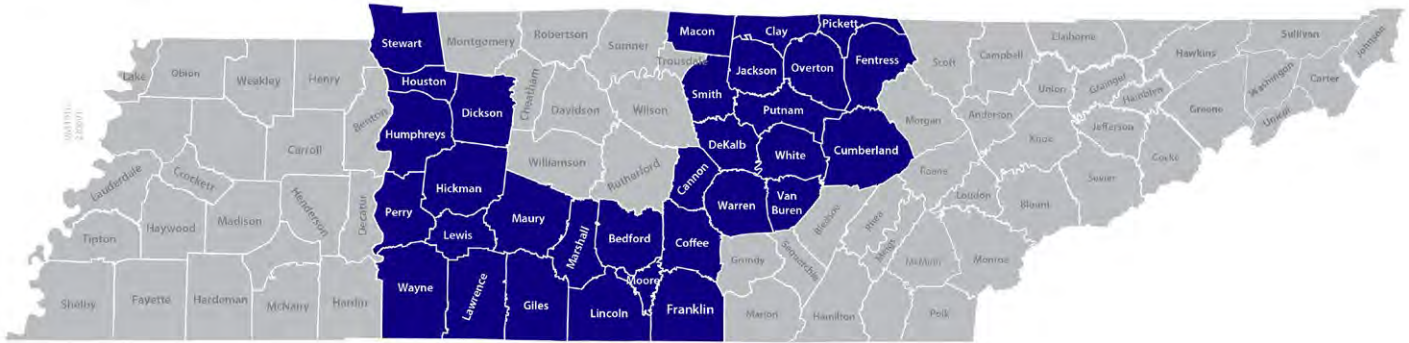 Stewart
Montgomery
Robertson
Sumner
Macon
Clay
Pickett
Trousdale
Lake
Obion
Weakley
Henry
Houston
Dickson
Cheatham
Davidson
Wilson
Smith
Jackson
Overton
Fentress
Scott
Campbell
Claiborne
Hawkins
Sullivan
Johnson
Union
Grainger
Hamblen
Greene
Washington
Carter
Unicoi
Benton
Humphreys
Putnam
Morgan
Anderson
Knox
Jefferson
Cocke
Carroll
Crockett
Lauderdale
Haywood
Madison
Henderson
Decatur
Perry
Hickman
Williamson
Rutherford
Cannon
DeKalb
White
Cumberland
Roane
Loudon
Blount
Sevier
Tipton
Lewis
Maury
Marshall
Bedford
Coffee
Warren
Van
Buren
Bledsoe
Rhea
Meigs
McMinn
Monroe
Grundy
Sequatchie
Shelby
Fayette
Hardeman
McNairy
Hardin
Wayne
Lawrence
Giles
Lincoln
Moore
Franklin
Marion
Hamilton
Polk